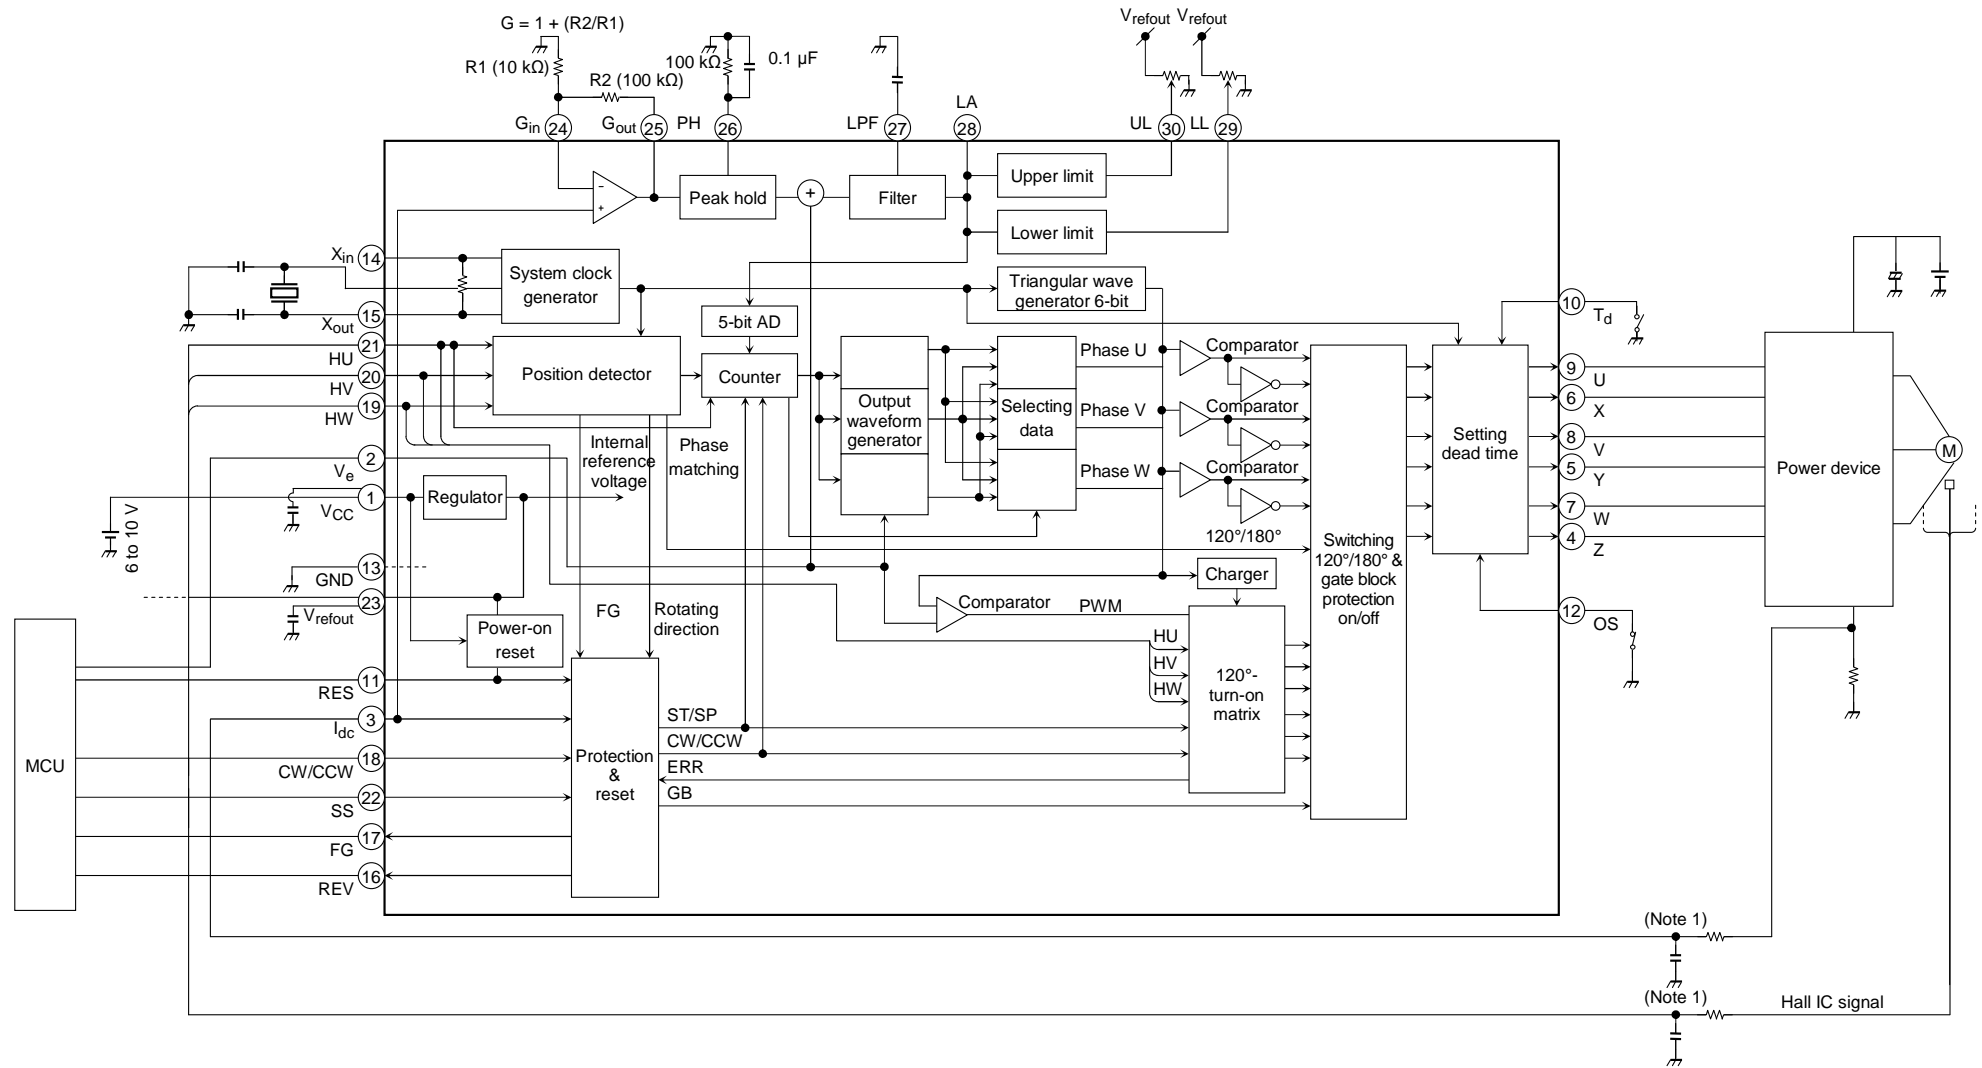 G = 1 + (R2/R1)
R1 (10 kΩ)
R2 (100 kΩ)
100 kΩ
0.1 µF
Vrefout
Vrefout
Gin
24
Gout
25
PH
26
LPF
27
LA
28
UL
30
LL
29
−
+
Peak hold
+
Filter
Upper limit
Lower limit
Xin
14
Xout
15
System clock
generator
Triangular wave
generator 6-bit
5-bit AD
21
HU
20
HV
19
HW
Position detector
Counter
Output
waveform
generator
Selecting
data
Phase U
Phase V
Phase W
Comparator
Comparator
Comparator
Internal
reference
voltage
Phase
matching
2
Ve
1
VCC
6 to 10 V
Regulator
13
GND
23
Vrefout
Power-on
reset
FG
Rotating
direction
120°/180°
Switching
120°/180° &
gate block
protection
on/off
Charger
Comparator
PWM
HU
HV
HW
120°-
turn-on
matrix
Setting
dead time
10
Td
9
U
6
X
8
V
5
Y
7
W
4
Z
12
OS
Power device
M
MCU
11
RES
3
Idc
18
CW/CCW
22
SS
17
FG
16
REV
Protection
&
reset
ST/SP
CW/CCW
ERR
GB
(Note 1)
(Note 1)
Hall IC signal